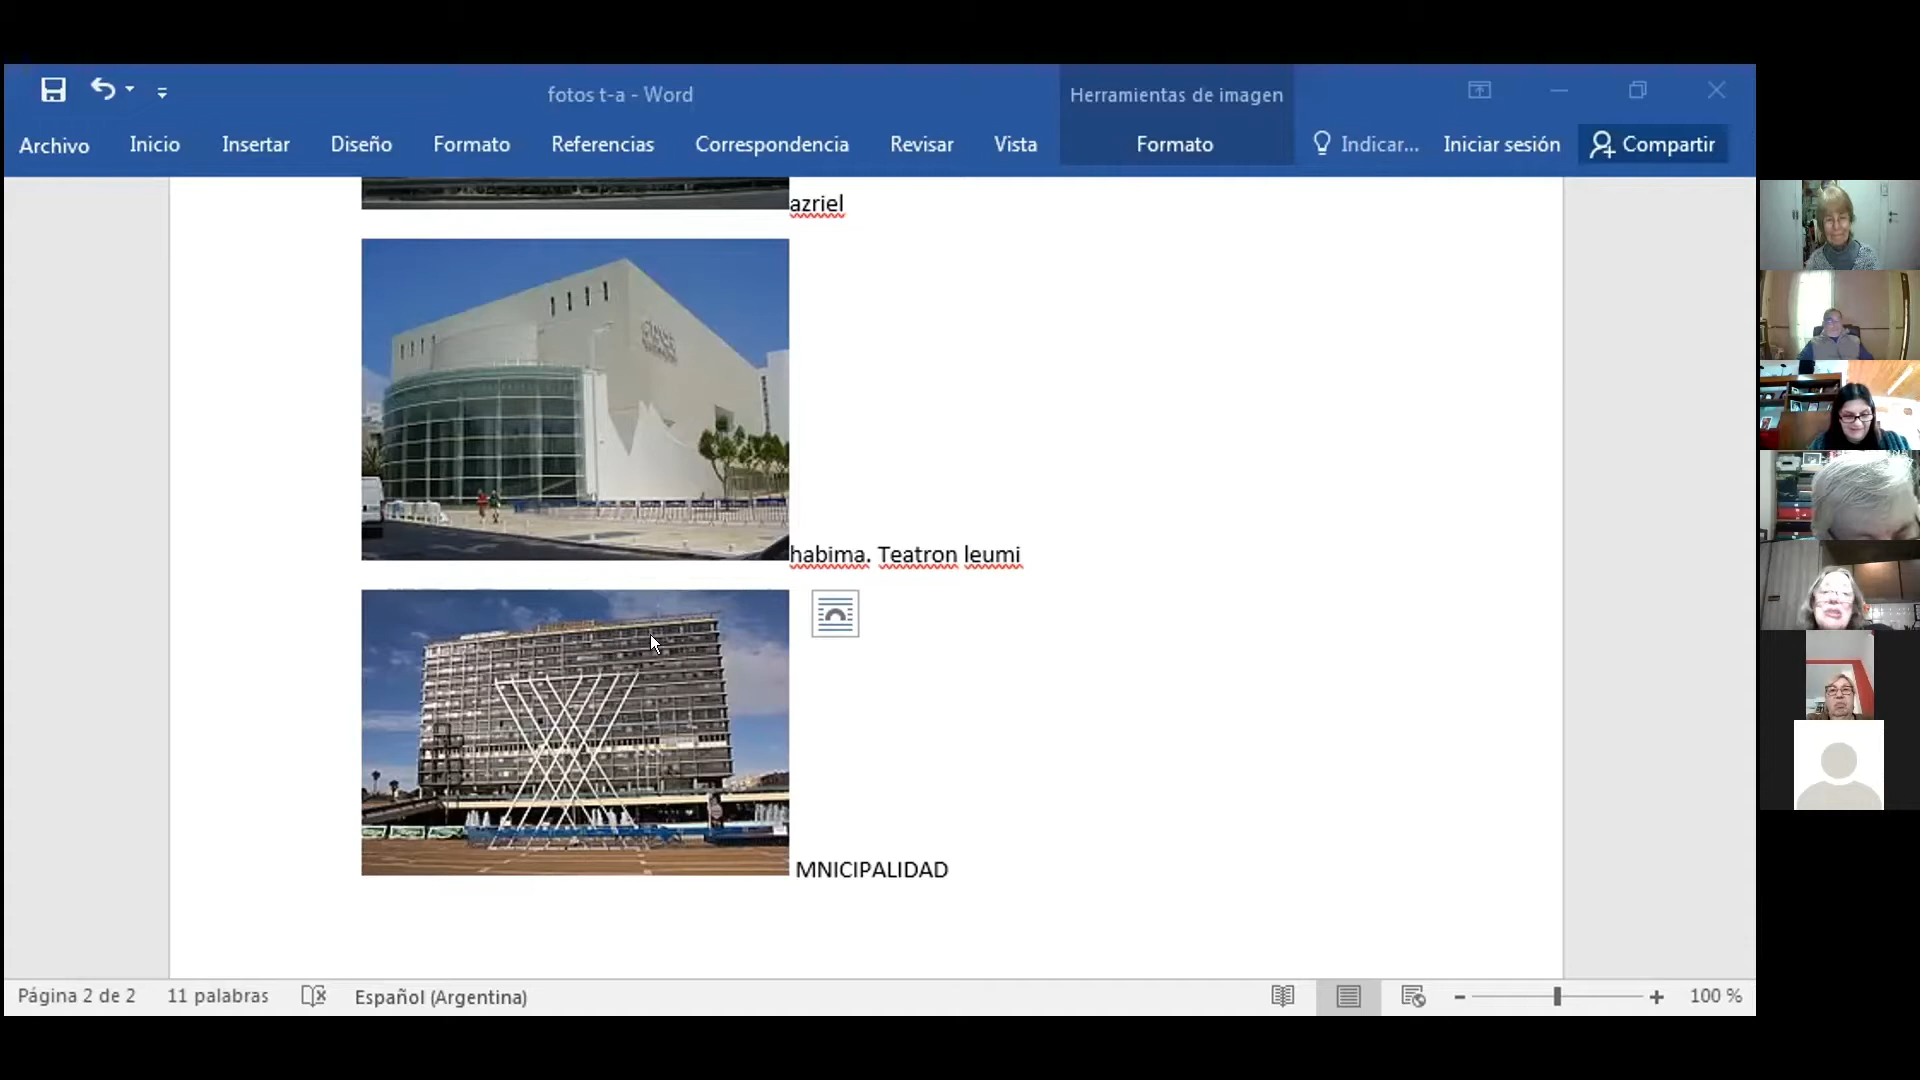 fotos t-a - Word
Herramientas de imagen
Archivo Inicio Insertar Diseño Formato Referencias Correspondencia Revisar Vista Formato Indicar... Iniciar sesión Compartir
azriel
habima. Teatron leumi
MNICIPALIDAD
Página 2 de 2 11 palabras Español (Argentina) 100 %